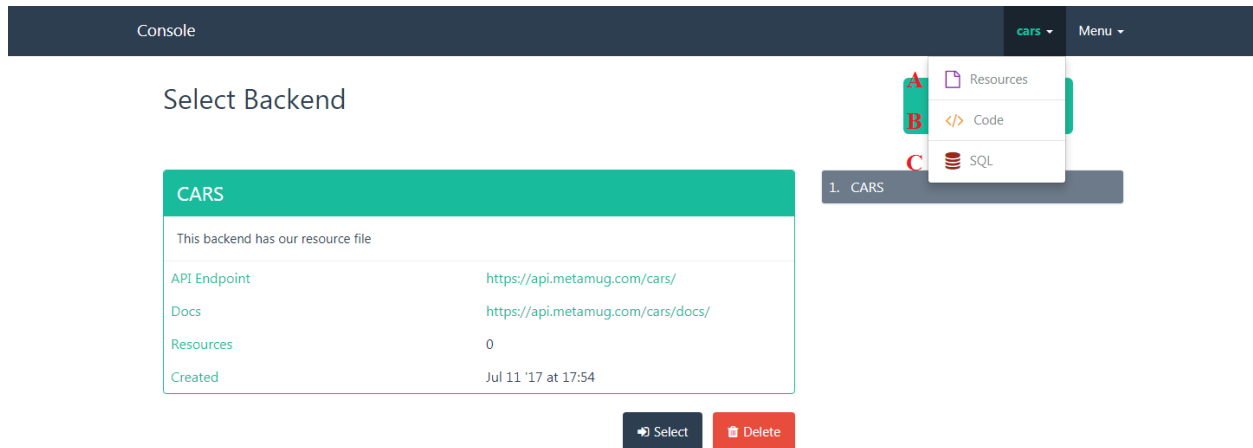 Console
cars
Menu
Select Backend
A
Resources
B
</> Code
C
SQL
CARS
1. CARS
This backend has our resource file
API Endpoint https://api.metamug.com/cars/
Docs https://api.metamug.com/cars/docs/
Resources 0
Created Jul 11 '17 at 17:54
Select
Delete